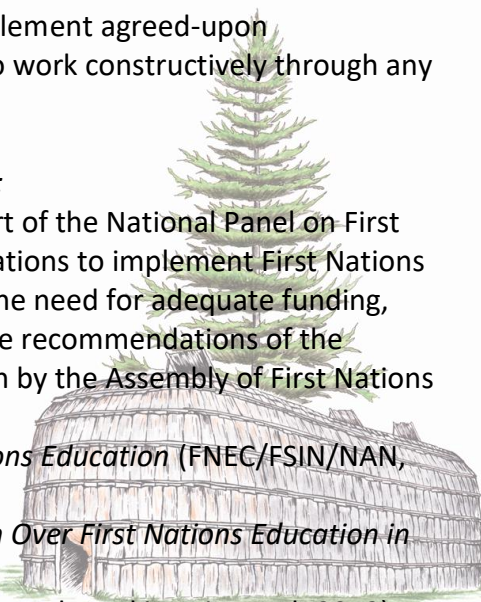 lement agreed-upon
o work constructively through any
rt of the National Panel on First
ations to implement First Nations
he need for adequate funding,
e recommendations of the
n by the Assembly of First Nations
ons Education (FNEC/FSIN/NAN,
n Over First Nations Education in